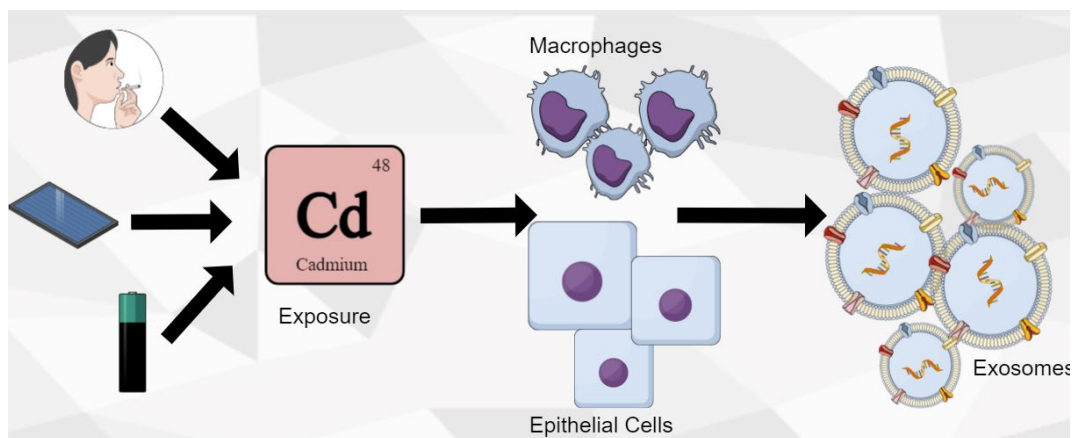 Macrophages
48
Cd
Cadmium
Exposure
Epithelial Cells
Exosomes